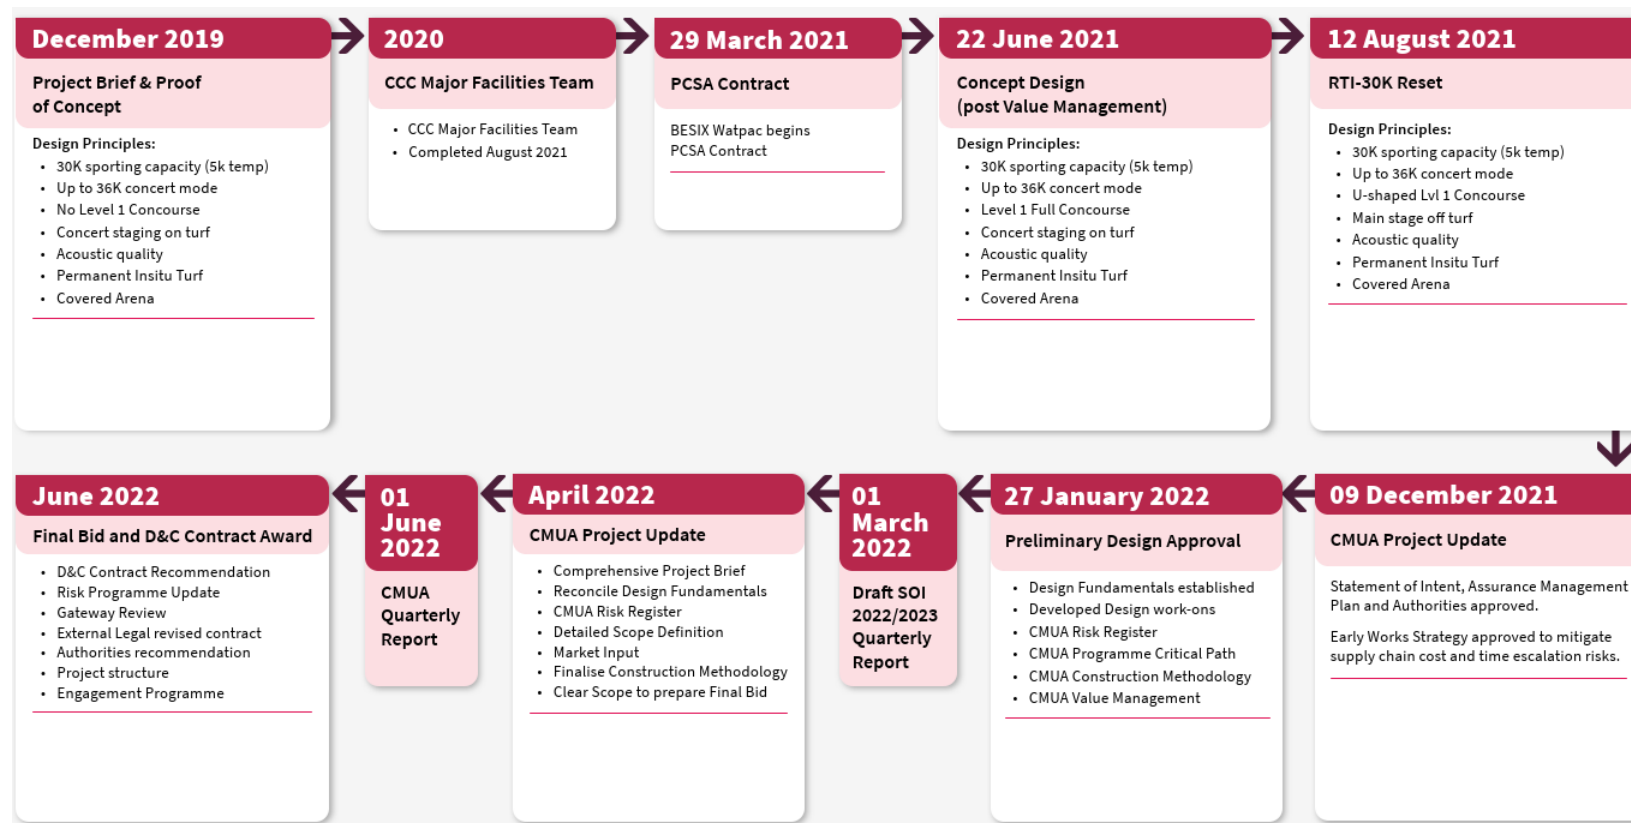 December 2019
Project Brief & Proof
of Concept
Design Principles:
• 30K sporting capacity (5k temp)
• Up to 36K concert mode
• No Level 1 Concourse
• Concert staging on turf
• Acoustic quality
• Permanent Insitu Turf
• Covered Arena
2020
CCC Major Facilities Team
• CCC Major Facilities Team
• Completed August 2021
29 March 2021
PCSA Contract
BESIX Watpac begins
PCSA Contract
22 June 2021
Concept Design
(post Value Management)
Design Principles:
• 30K sporting capacity (5k temp)
• Up to 36K concert mode
• Level 1 Full Concourse
• Concert staging on turf
• Acoustic quality
• Permanent Insitu Turf
• Covered Arena
12 August 2021
RTI-30K Reset
Design Principles:
• 30K sporting capacity (5k temp)
• Up to 36K concert mode
• U-shaped Lvl 1 Concourse
• Main stage off turf
• Acoustic quality
• Permanent Insitu Turf
• Covered Arena
09 December 2021
CMUA Project Update
Statement of Intent, Assurance Management
Plan and Authorities approved.
Early Works Strategy approved to mitigate
supply chain cost and time escalation risks.
27 January 2022
Preliminary Design Approval
• Design Fundamentals established
• Developed Design work-ons
• CMUA Risk Register
• CMUA Programme Critical Path
• CMUA Construction Methodology
• CMUA Value Management
01
March
2022
Draft SOI
2022/2023
Quarterly
Report
April 2022
CMUA Project Update
• Comprehensive Project Brief
• Reconcile Design Fundamentals
• CMUA Risk Register
• Detailed Scope Definition
• Market Input
• Finalise Construction Methodology
• Clear Scope to prepare Final Bid
01
June
2022
CMUA
Quarterly
Report
June 2022
Final Bid and D&C Contract Award
• D&C Contract Recommendation
• Risk Programme Update
• Gateway Review
• External Legal revised contract
• Authorities recommendation
• Project structure
• Engagement Programme